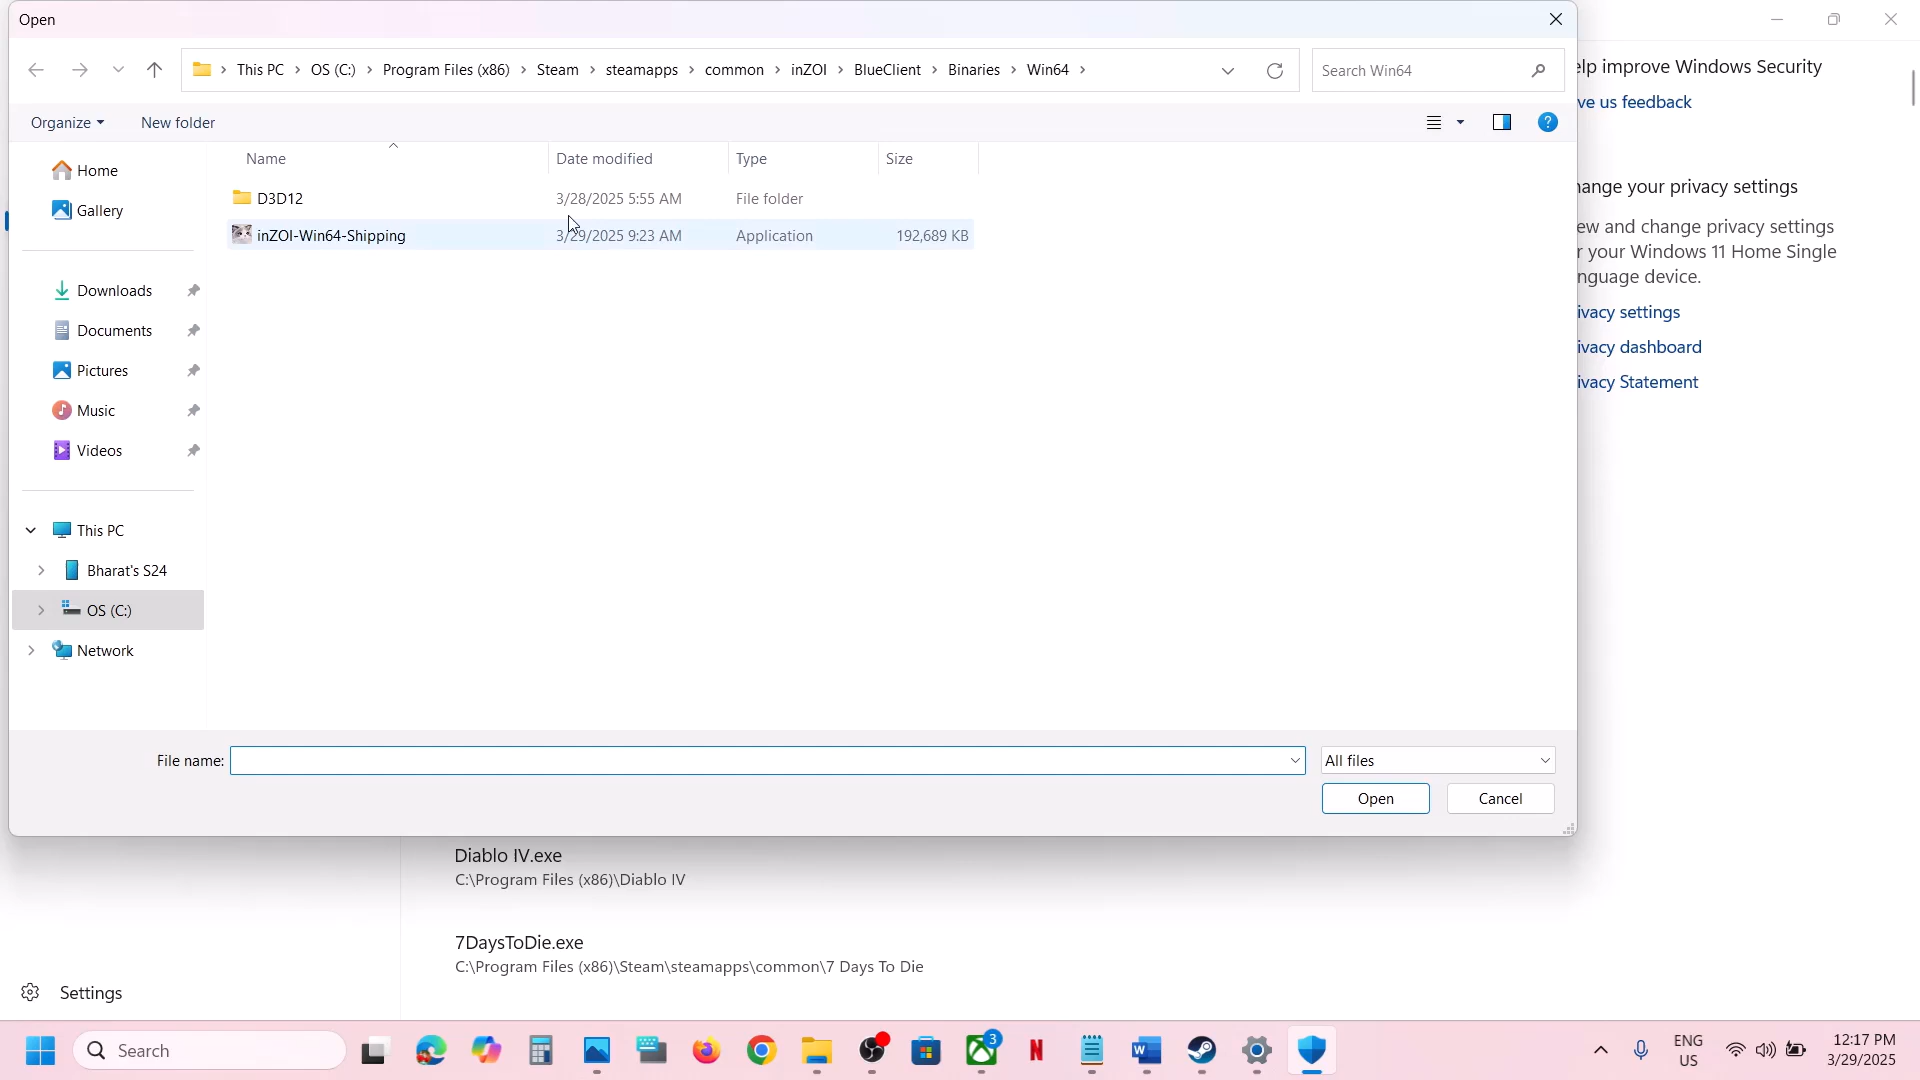 Open
This PC > OS (C:) > Program Files (x86) > Steam > steamapps > common > inZOI > BlueClient > Binaries > Win64 >
Search Win64
Organize
New folder
Name
Date modified
Type
Size
D3D12
3/28/2025 5:55 AM
File folder
inZOI-Win64-Shipping
3/29/2025 9:23 AM
Application
192,689 KB
Home
Gallery
Downloads
Documents
Pictures
Music
Videos
This PC
Bharat's S24
OS (C:)
Network
File name:
All files
Open
Cancel
elp improve Windows Security
ve us feedback
hange your privacy settings
ew and change privacy settings
r your Windows 11 Home Single
nguage device.
ivacy settings
ivacy dashboard
ivacy Statement
Diablo IV.exe
C:\Program Files (x86)\Diablo IV
7DaysToDie.exe
C:\Program Files (x86)\Steam\steamapps\common\7 Days To Die
Settings
Search
3
ENG
US
12:17 PM
3/29/2025